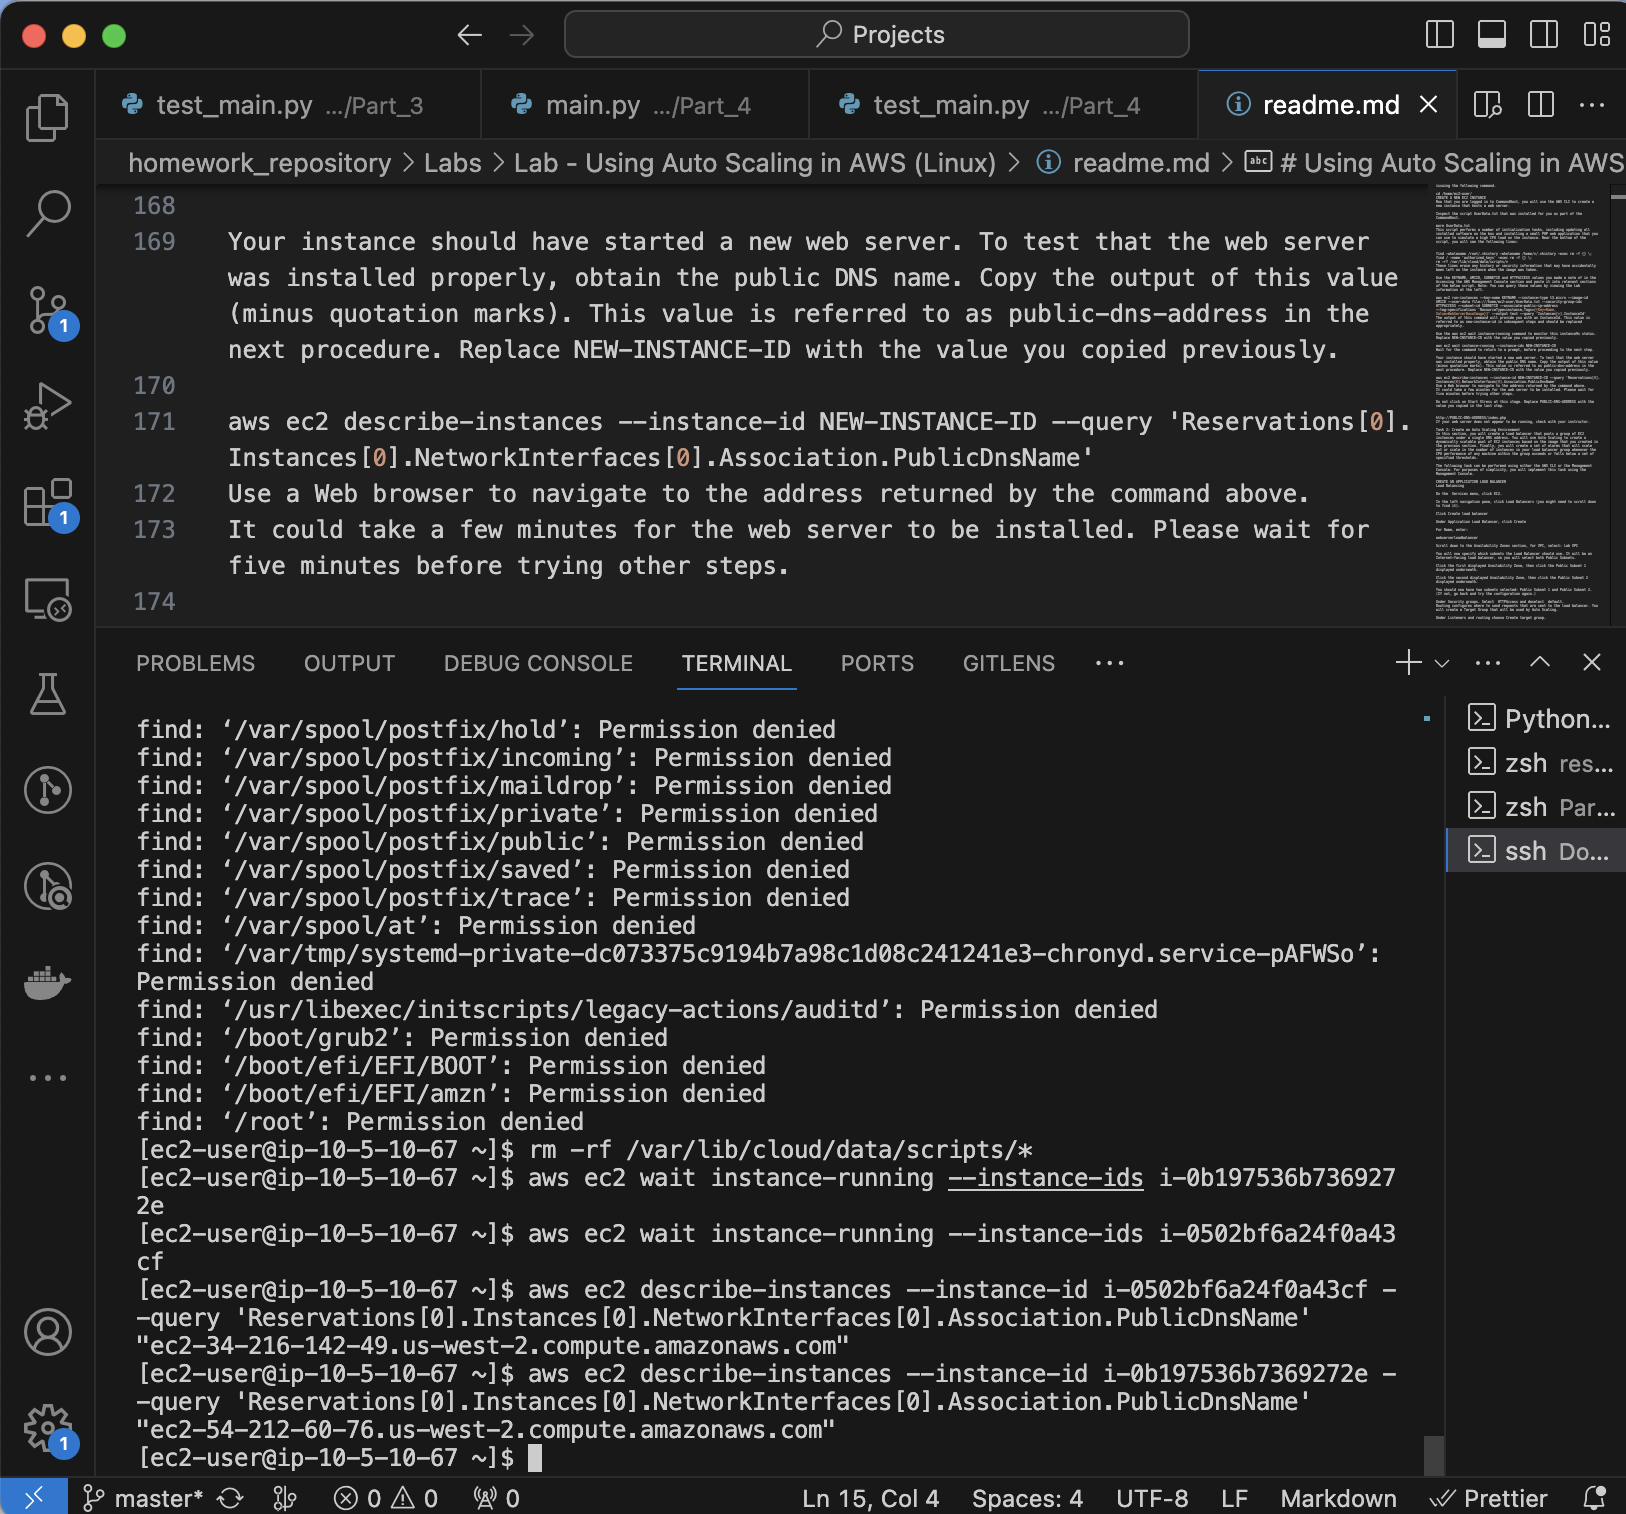 Projects
test_main.py .../Part_3
main.py .../Part_4
test_main.py .../Part_4
readme.md
homework_repository > Labs > Lab - Using Auto Scaling in AWS (Linux) > readme.md > # Using Auto Scaling in AWS
168
169 Your instance should have started a new web server. To test that the web server
was installed properly, obtain the public DNS name. Copy the output of this value
(minus quotation marks). This value is referred to as public-dns-address in the
next procedure. Replace NEW-INSTANCE-ID with the value you copied previously.
170
171 aws ec2 describe-instances --instance-id NEW-INSTANCE-ID --query 'Reservations[0].
Instances[0].NetworkInterfaces[0].Association.PublicDnsName'
172 Use a Web browser to navigate to the address returned by the command above.
173 It could take a few minutes for the web server to be installed. Please wait for
five minutes before trying other steps.
174
PROBLEMS OUTPUT DEBUG CONSOLE TERMINAL PORTS GITLENS
find: ‘/var/spool/postfix/hold’: Permission denied
find: ‘/var/spool/postfix/incoming’: Permission denied
find: ‘/var/spool/postfix/maildrop’: Permission denied
find: ‘/var/spool/postfix/private’: Permission denied
find: ‘/var/spool/postfix/public’: Permission denied
find: ‘/var/spool/postfix/saved’: Permission denied
find: ‘/var/spool/postfix/trace’: Permission denied
find: ‘/var/spool/at’: Permission denied
find: ‘/var/tmp/systemd-private-dc073375c9194b7a98c1d08c241241e3-chronyd.service-pAFWSo’:
Permission denied
find: ‘/usr/libexec/initscripts/legacy-actions/auditd’: Permission denied
find: ‘/boot/grub2’: Permission denied
find: ‘/boot/efi/EFI/BOOT’: Permission denied
find: ‘/boot/efi/EFI/amzn’: Permission denied
find: ‘/root’: Permission denied
[ec2-user@ip-10-5-10-67 ~]$ rm -rf /var/lib/cloud/data/scripts/*
[ec2-user@ip-10-5-10-67 ~]$ aws ec2 wait instance-running --instance-ids i-0b197536b736927
2e
[ec2-user@ip-10-5-10-67 ~]$ aws ec2 wait instance-running --instance-ids i-0502bf6a24f0a43
cf
[ec2-user@ip-10-5-10-67 ~]$ aws ec2 describe-instances --instance-id i-0502bf6a24f0a43cf -
-query 'Reservations[0].Instances[0].NetworkInterfaces[0].Association.PublicDnsName'
"ec2-34-216-142-49.us-west-2.compute.amazonaws.com"
[ec2-user@ip-10-5-10-67 ~]$ aws ec2 describe-instances --instance-id i-0b197536b7369272e -
-query 'Reservations[0].Instances[0].NetworkInterfaces[0].Association.PublicDnsName'
"ec2-54-212-60-76.us-west-2.compute.amazonaws.com"
[ec2-user@ip-10-5-10-67 ~]$
Python...
zsh res...
zsh Par...
ssh Do...
1
1
1
master* 0 0 0 Ln 15, Col 4 Spaces: 4 UTF-8 LF Markdown Prettier